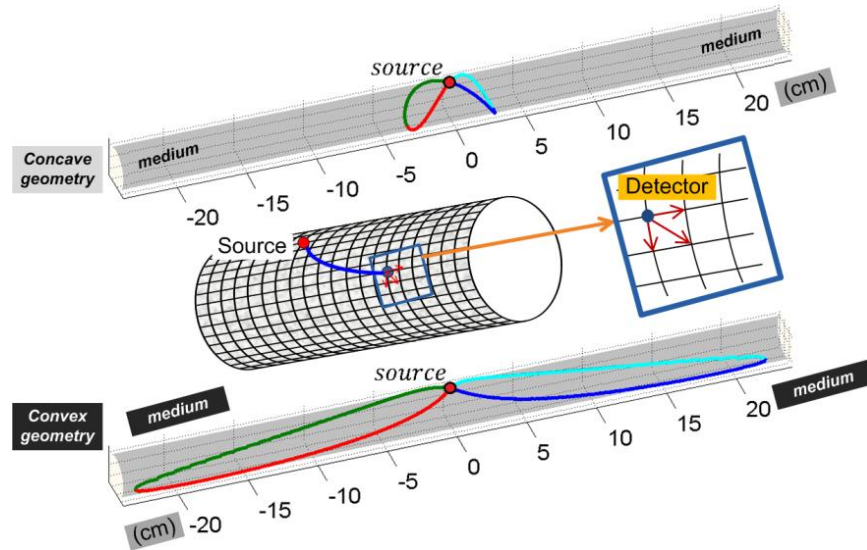 medium
source
(cm)
20
15
10
5
0
-5
-10
-15
-20
medium
Concave
geometry
Detector
Source
source
medium
medium
Convex
geometry
20
15
10
5
0
-5
-10
-15
-20
(cm)